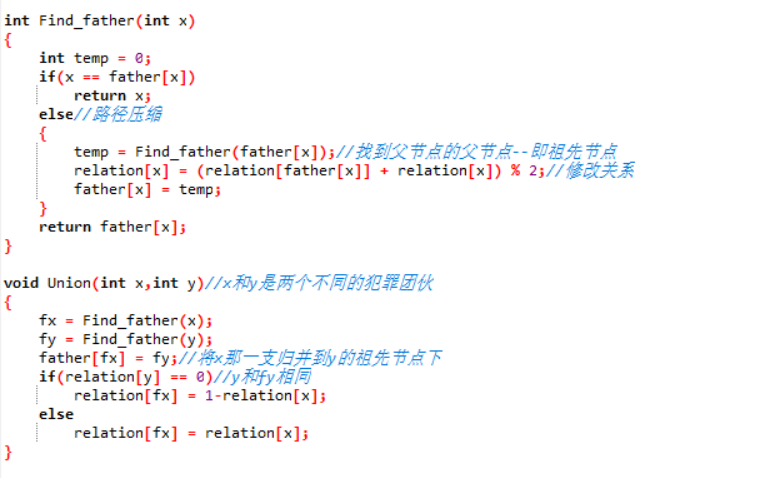 int Find_father(int x)
{
    int temp = 0;
    if(x == father[x])
        return x;
    else//路径压缩
    {
        temp = Find_father(father[x]);//找到父节点的父节点--即祖先节点
        relation[x] = (relation[father[x]] + relation[x]) % 2;//修改关系
        father[x] = temp;
    }
    return father[x];
}
void Union(int x,int y)//x和y是两个不同的犯罪团伙
{
    fx = Find_father(x);
    fy = Find_father(y);
    father[fx] = fy;//将x那一支归并到y的祖先节点下
    if(relation[y] == 0)//y和fy相同
        relation[fx] = 1-relation[x];
    else
        relation[fx] = relation[x];
}